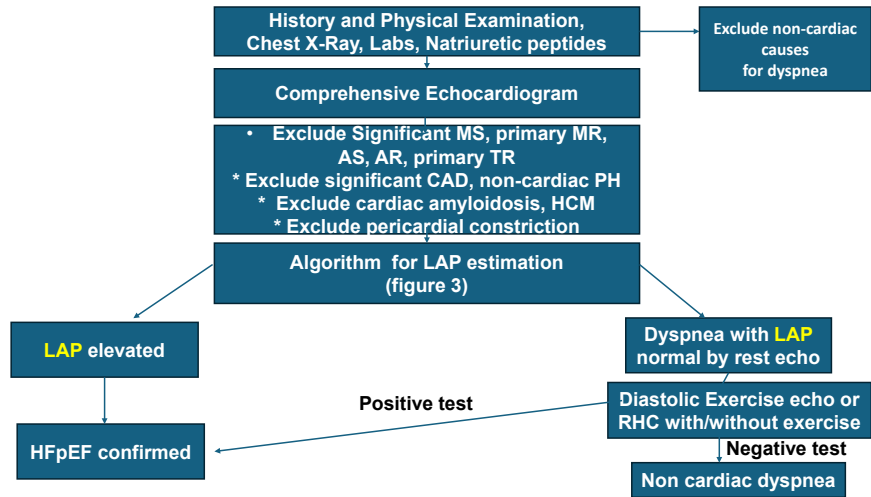 History and Physical Examination,
Chest X-Ray, Labs, Natriuretic peptides
Exclude non-cardiac
causes
for dyspnea
Comprehensive Echocardiogram
• Exclude Significant MS, primary MR,
AS, AR, primary TR
* Exclude significant CAD, non-cardiac PH
* Exclude cardiac amyloidosis, HCM
* Exclude pericardial constriction
Algorithm for LAP estimation
(figure 3)
LAP elevated
Dyspnea with LAP
normal by rest echo
Positive test
Diastolic Exercise echo or
RHC with/without exercise
HFpEF confirmed
Negative test
Non cardiac dyspnea